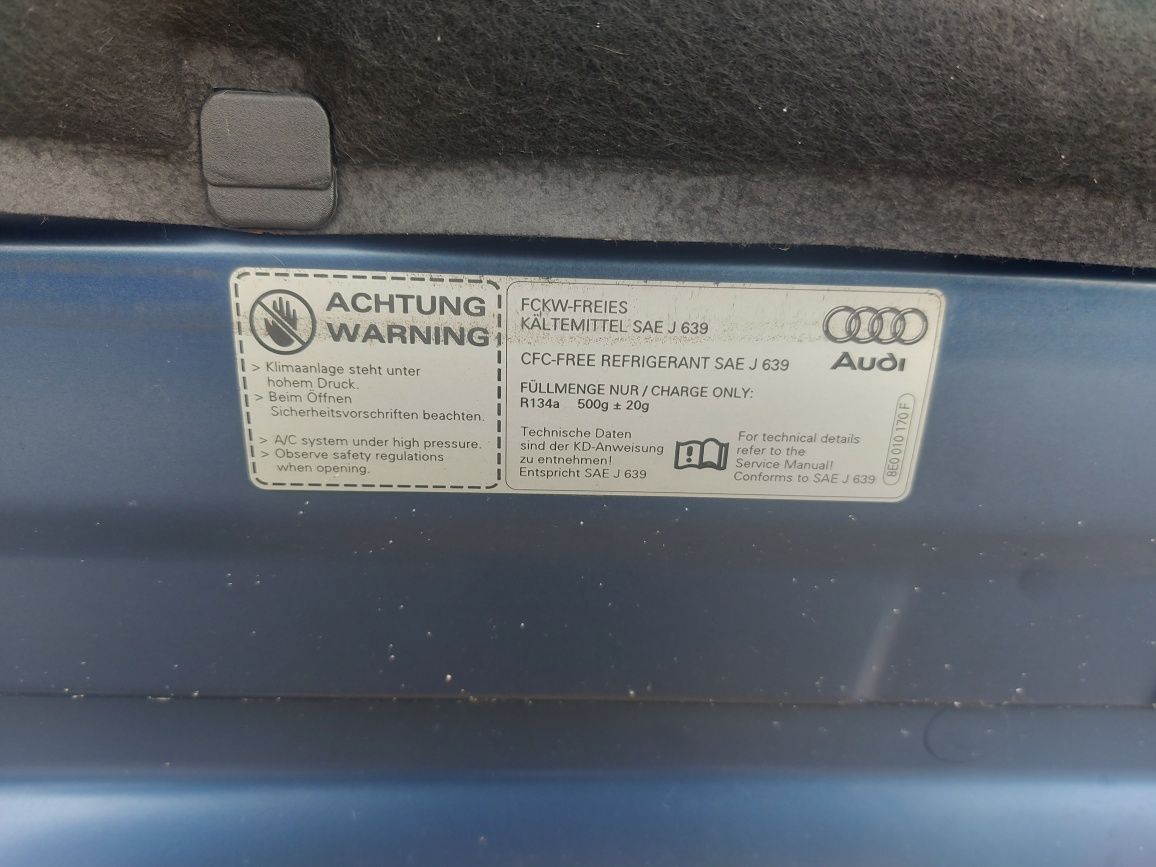 ACHTUNG
WARNING
> Klimaanlage steht unter
hohem Druck.
> Beim Öffnen
Sicherheitsvorschriften beachten.
> A/C system under high pressure.
> Observe safety regulations
when opening.
FCKW-FREIES
KÄLTEMITTEL SAE J 639
CFC-FREE REFRIGERANT SAE J 639
FÜLLMENGE NUR / CHARGE ONLY:
R134a 500g ± 20g
Technische Daten
sind der KD-Anweisung
zu entnehmen!
Entspricht SAE J 639
!
For technical details
refer to the
Service Manual!
Conforms to SAE J 639
Audi
8E0 010 170 F